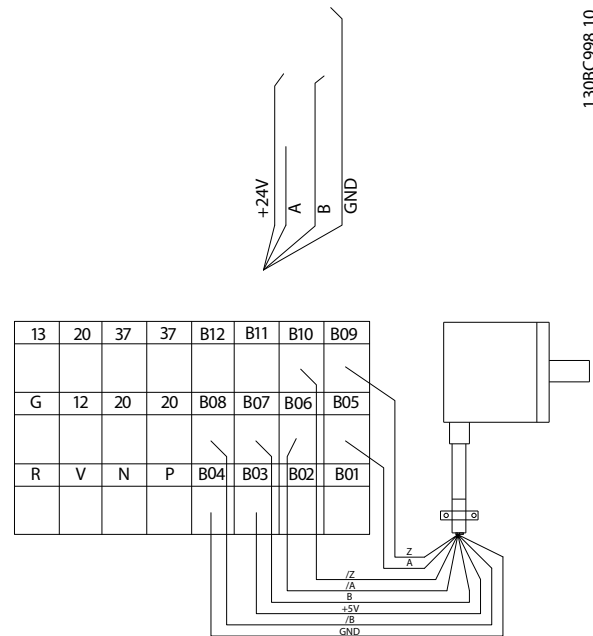 130BC998.10
+24V
A
B
GND
13 20 37 37 B12 B11 B10 B09
G 12 20 20 B08 B07 B06 B05
R V N P B04 B03 B02 B01
Z
A
/Z
/A
B
+5V
/B
GND